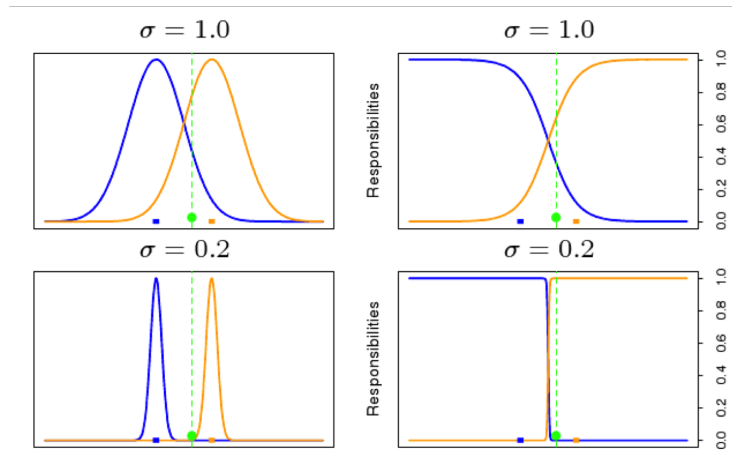 σ = 1.0
σ = 1.0
Responsibilities
0.0 0.2 0.4 0.6 0.8 1.0
σ = 0.2
σ = 0.2
Responsibilities
0.0 0.2 0.4 0.6 0.8 1.0